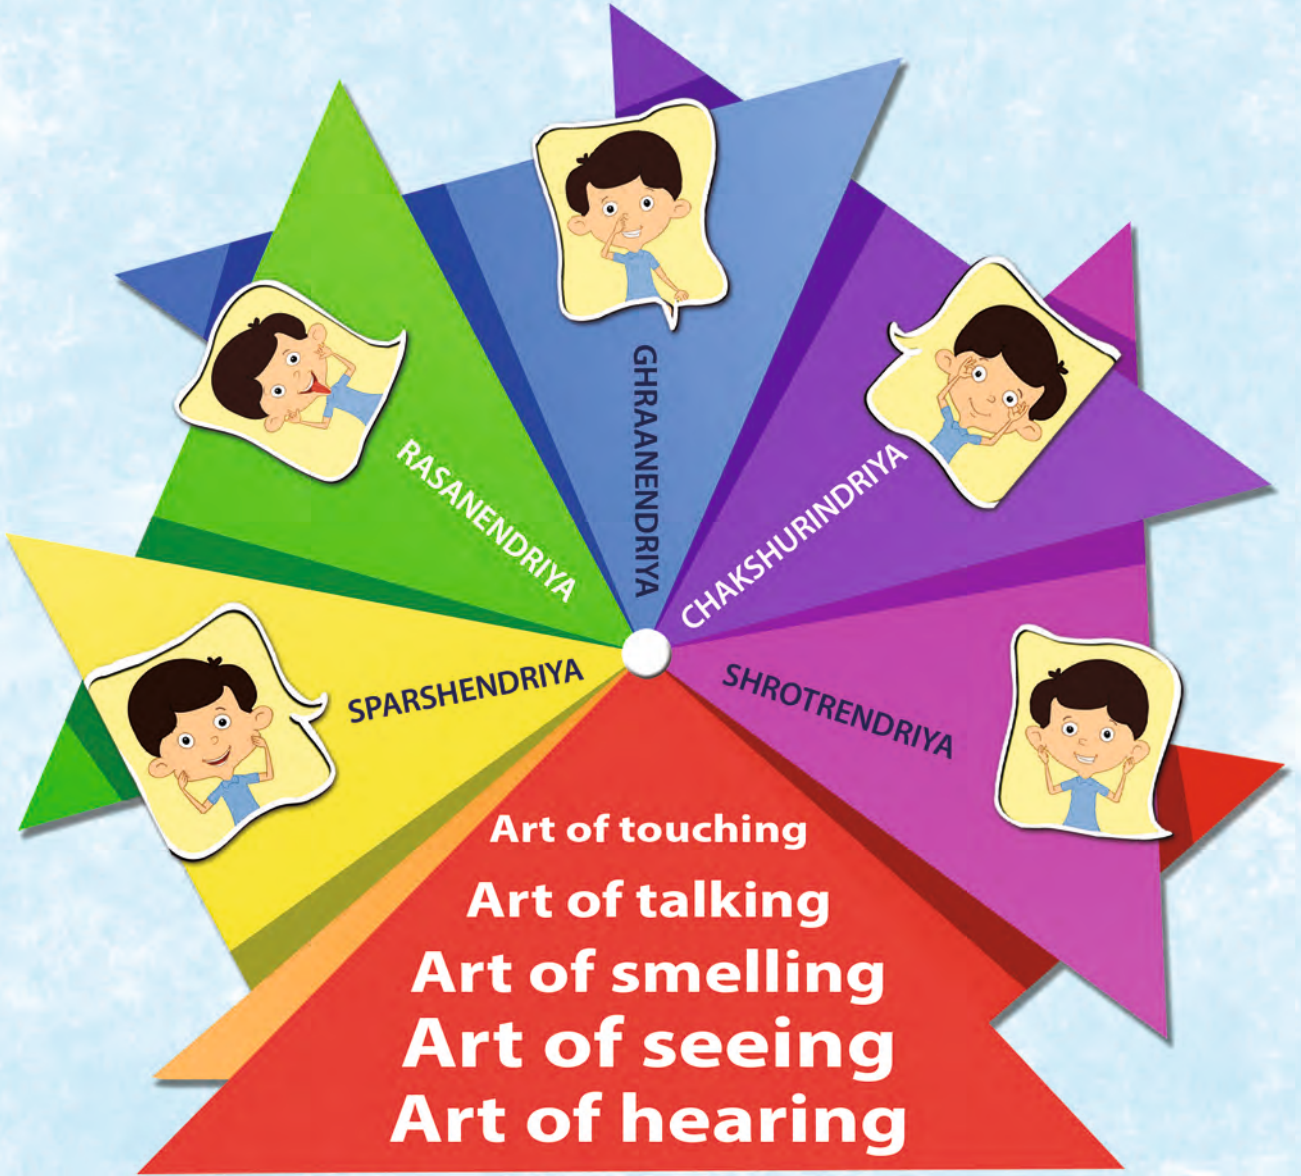 GHRAANENDRIYA
RASANENDRIYA
CHAKSHURINDRIYA
SPARSHENDRIYA
SHROTRENDRIYA
Art of touching
Art of talking
Art of smelling
Art of seeing
Art of hearing